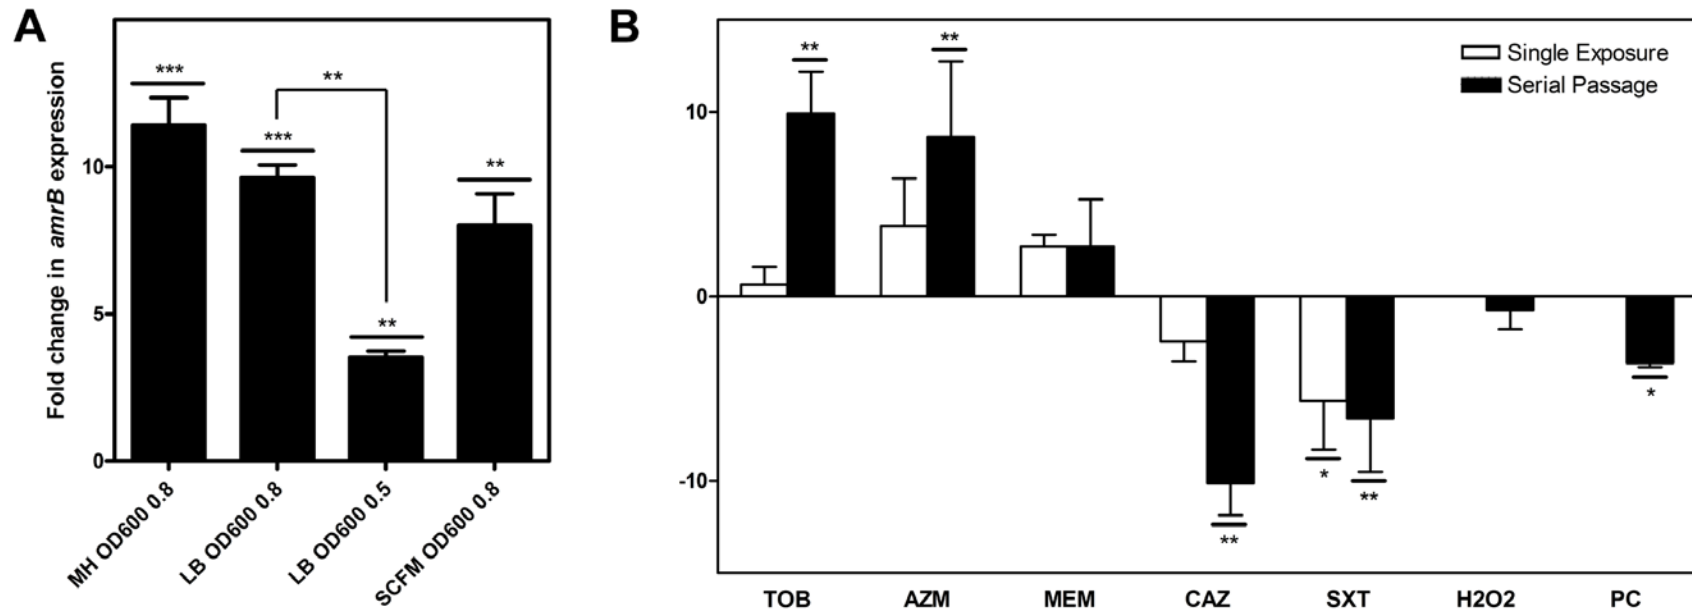 A
Fold change in amrB expression
10
5
0
***
***
**
**
**
MH OD600 0.8
LB OD600 0.8
LB OD600 0.5
SCFM OD600 0.8
B
Single Exposure
Serial Passage
10
0
-10
**
**
**
*
**
*
TOB
AZM
MEM
CAZ
SXT
H2O2
PC